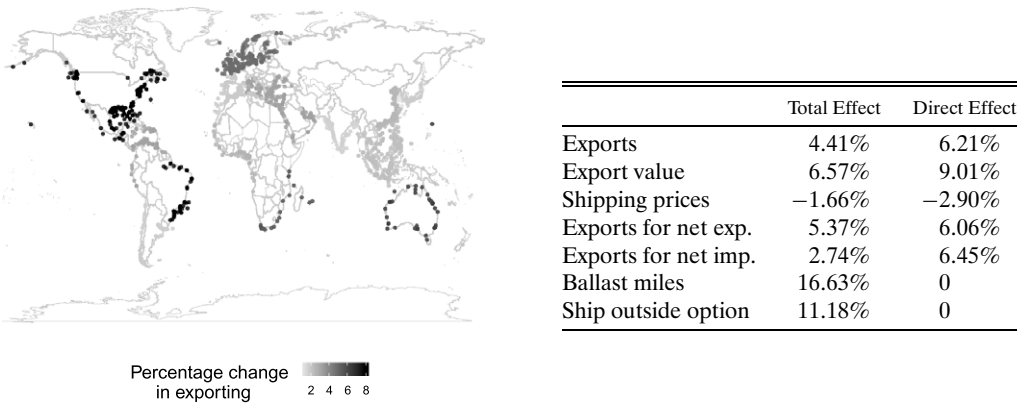 Percentage change
in exporting
2 4 6 8
Total Effect Direct Effect
Exports 4.41% 6.21%
Export value 6.57% 9.01%
Shipping prices −1.66% −2.90%
Exports for net exp. 5.37% 6.06%
Exports for net imp. 2.74% 6.45%
Ballast miles 16.63% 0
Ship outside option 11.18% 0